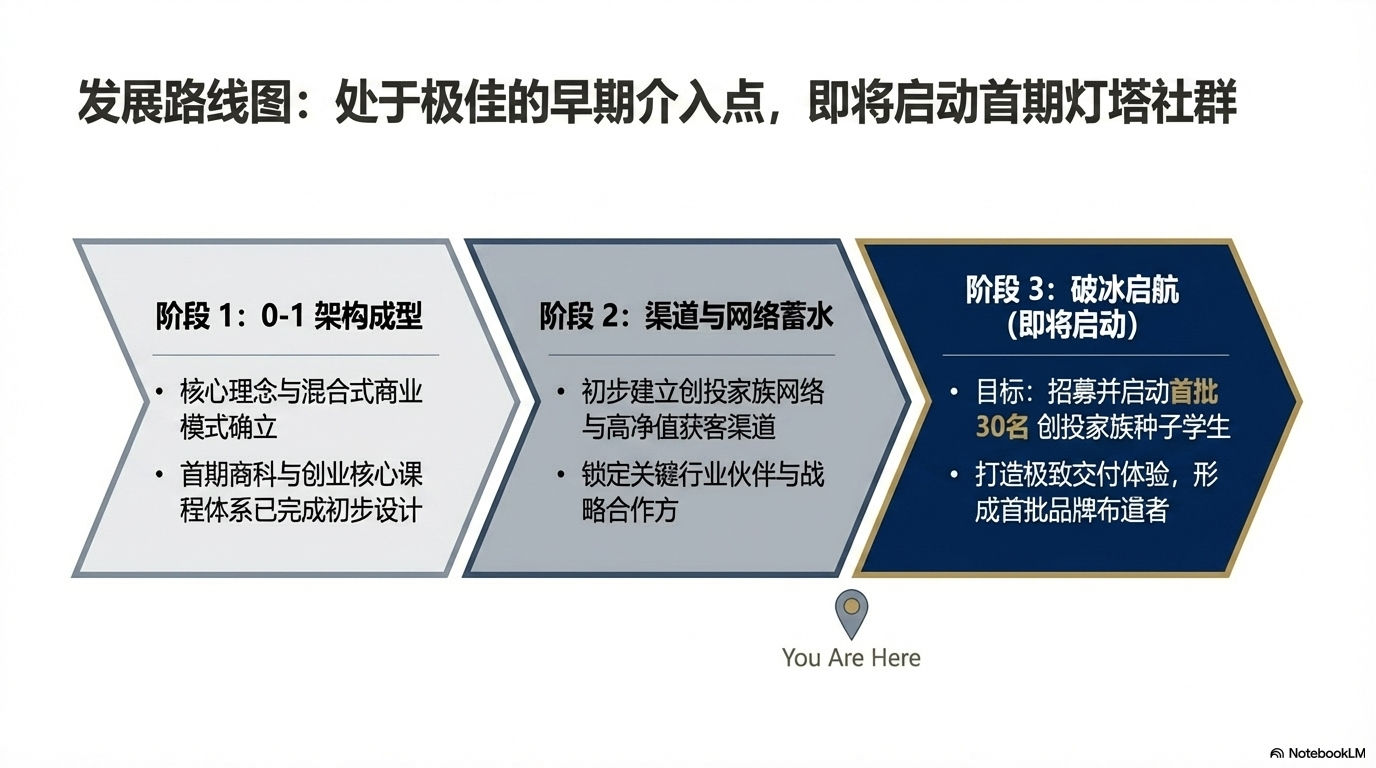 发展路线图：处于极佳的早期介入点，即将启动首期灯塔社群
阶段 1：0-1 架构成型
• 核心理念与混合式商业
模式确立
• 首期商科与创业核心课
程体系已完成初步设计
阶段 2：渠道与网络蓄水
• 初步建立创投家族网络
与高净值获客渠道
• 锁定关键行业伙伴与战
略合作方
阶段 3：破冰启航
（即将启动）
• 目标：招募并启动首批
30名 创投家族种子学生
• 打造极致交付体验，形
成首批品牌布道者
You Are Here
NotebookLM